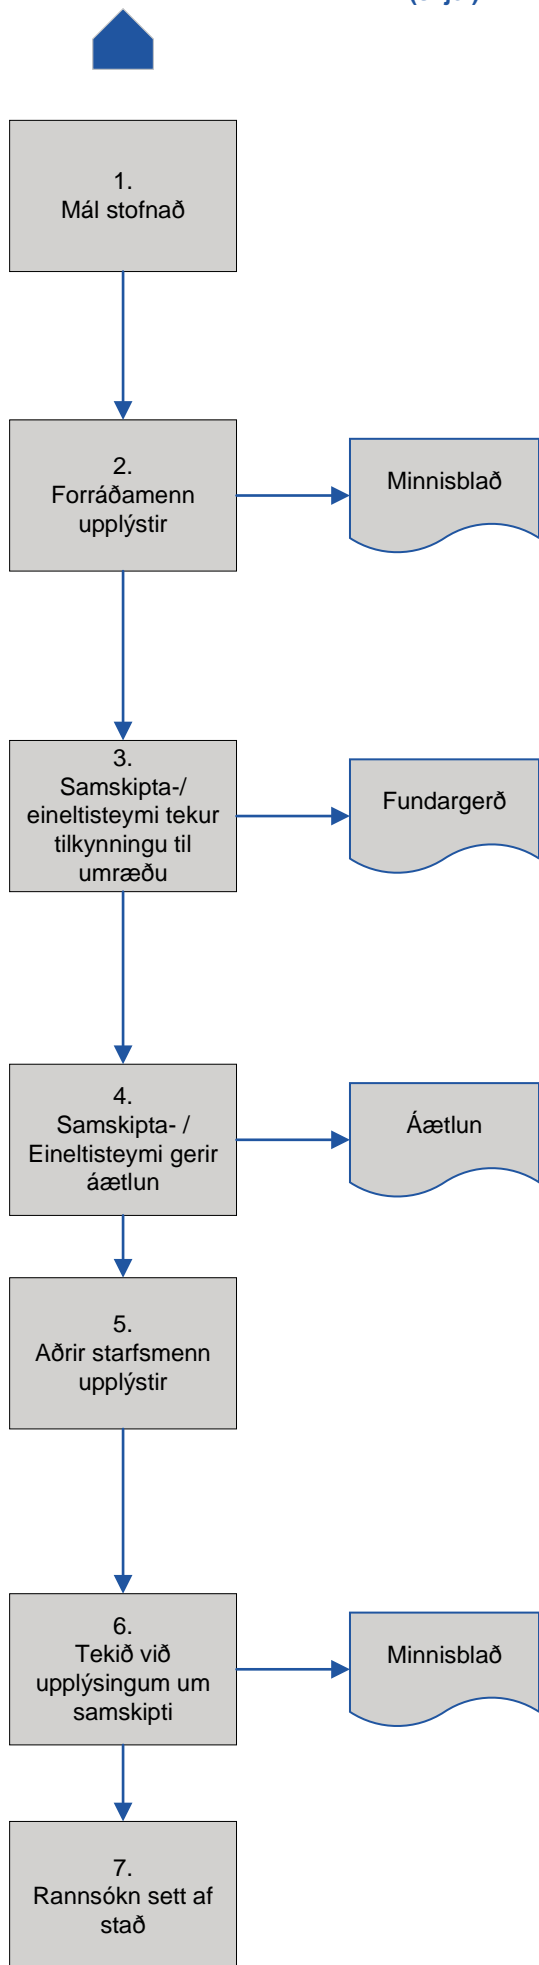 1.
Mál stofnað
2.
Forráðamenn
upplýstir
Minnisblað
3.
Samskipta-/
eineltisteymi tekur
tilkynningu til
umræðu
Fundargerð
4.
Samskipta- /
Eineltisteymi gerir
áætlun
Áætlun
5.
Aðrir starfsmenn
upplýstir
6.
Tekið við
upplýsingum um
samskipti
Minnisblað
7.
Rannsókn sett af
stað